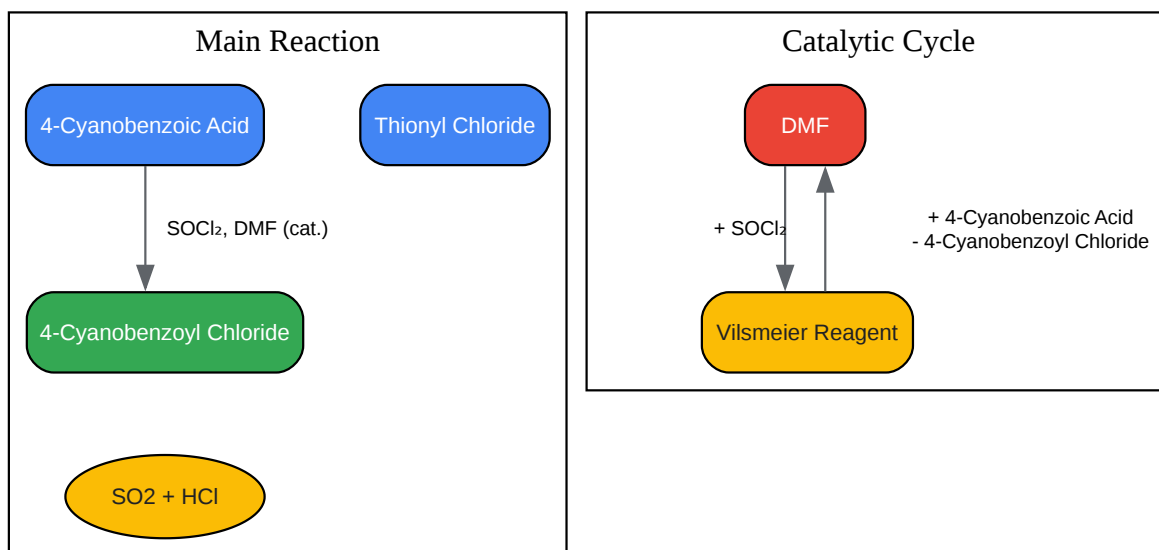 Main Reaction
4-Cyanobenzoic Acid
Thionyl Chloride
SOCl₂, DMF (cat.)
4-Cyanobenzoyl Chloride
SO2 + HCl
Catalytic Cycle
DMF
+ SOCl₂
+ 4-Cyanobenzoic Acid
- 4-Cyanobenzoyl Chloride
Vilsmeier Reagent